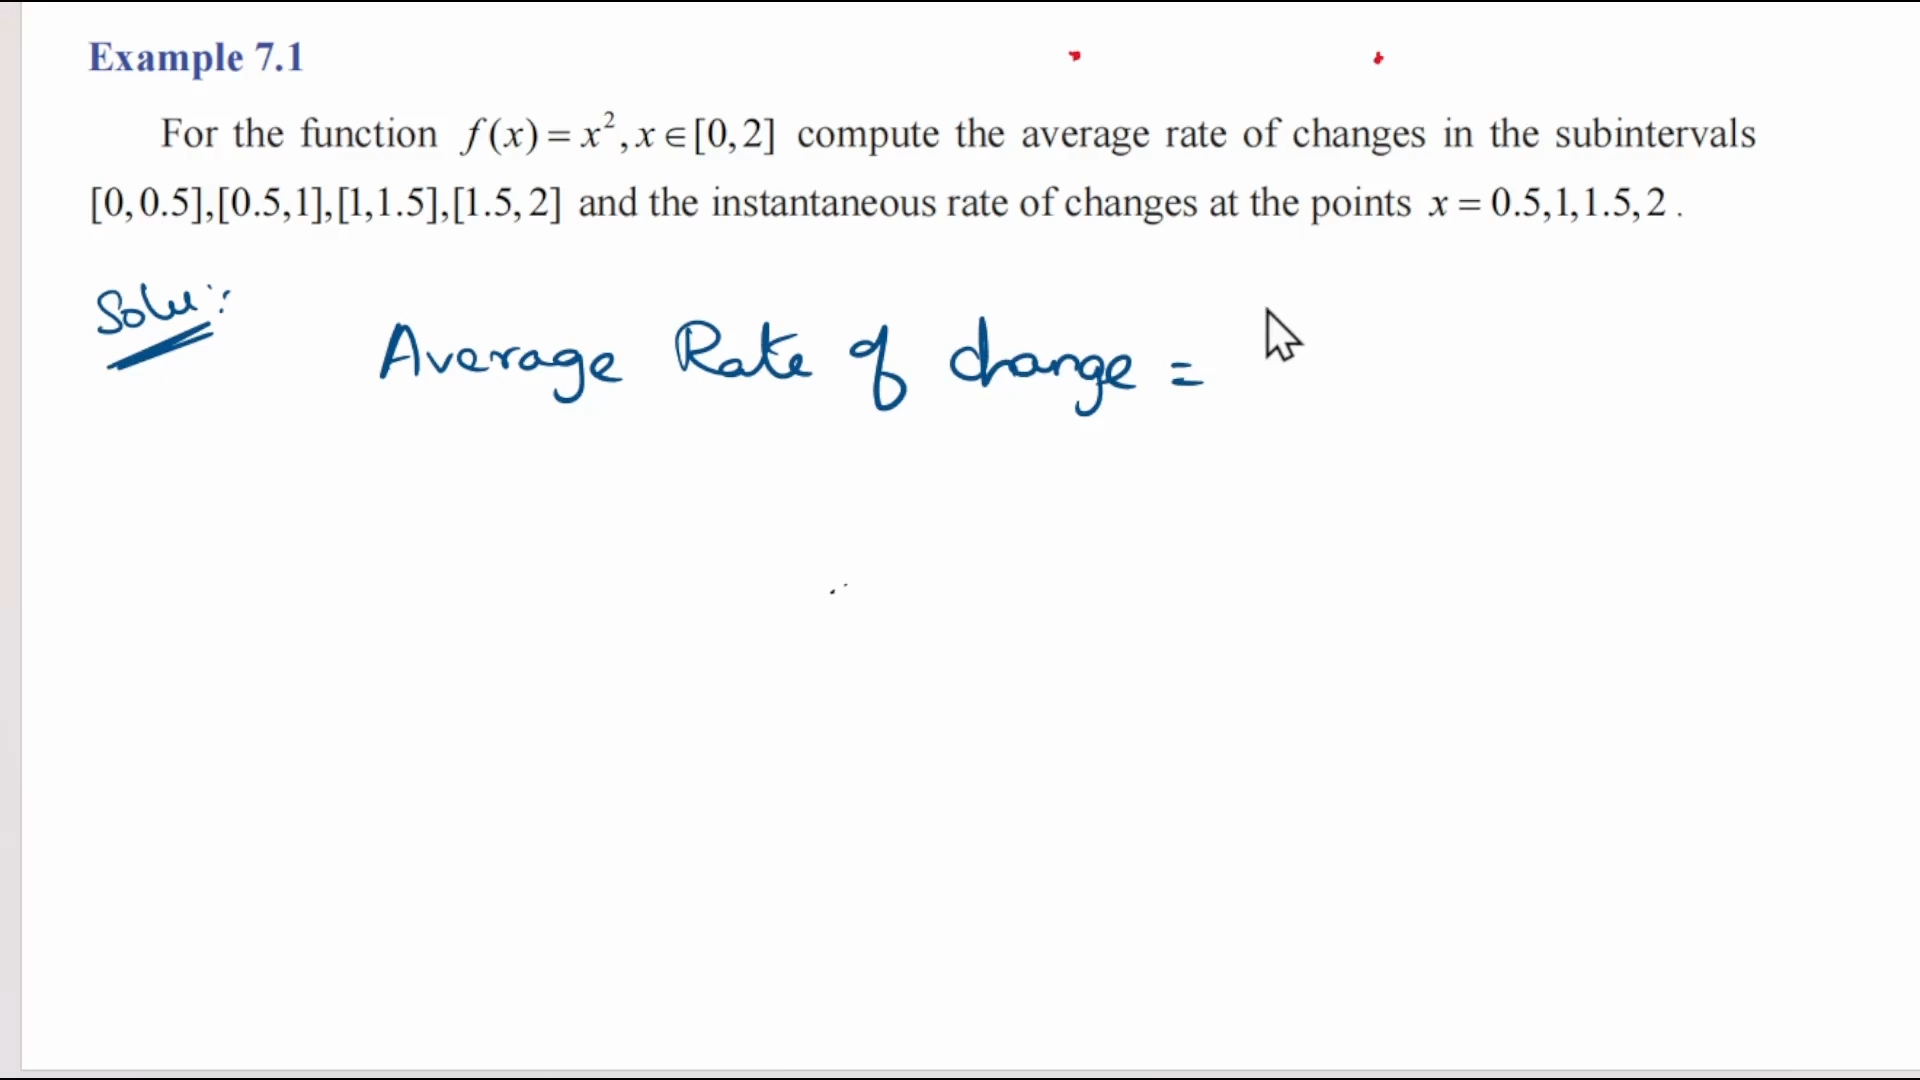 Example 7.1
For the function f(x) = x², x ∈ [0, 2] compute the average rate of changes in the subintervals
[0, 0.5], [0.5, 1], [1, 1.5], [1.5, 2] and the instantaneous rate of changes at the points x = 0.5, 1, 1.5, 2 .
Solu :
Average Rate of change =